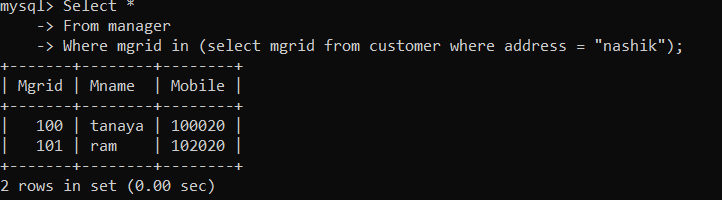 mysql> Select *
    -> From manager
    -> Where mgrid in (select mgrid from customer where address = "nashik");
+-------+--------+--------+
| Mgrid | Mname  | Mobile |
+-------+--------+--------+
|   100 | tanaya | 100020 |
|   101 | ram    | 102020 |
+-------+--------+--------+
2 rows in set (0.00 sec)